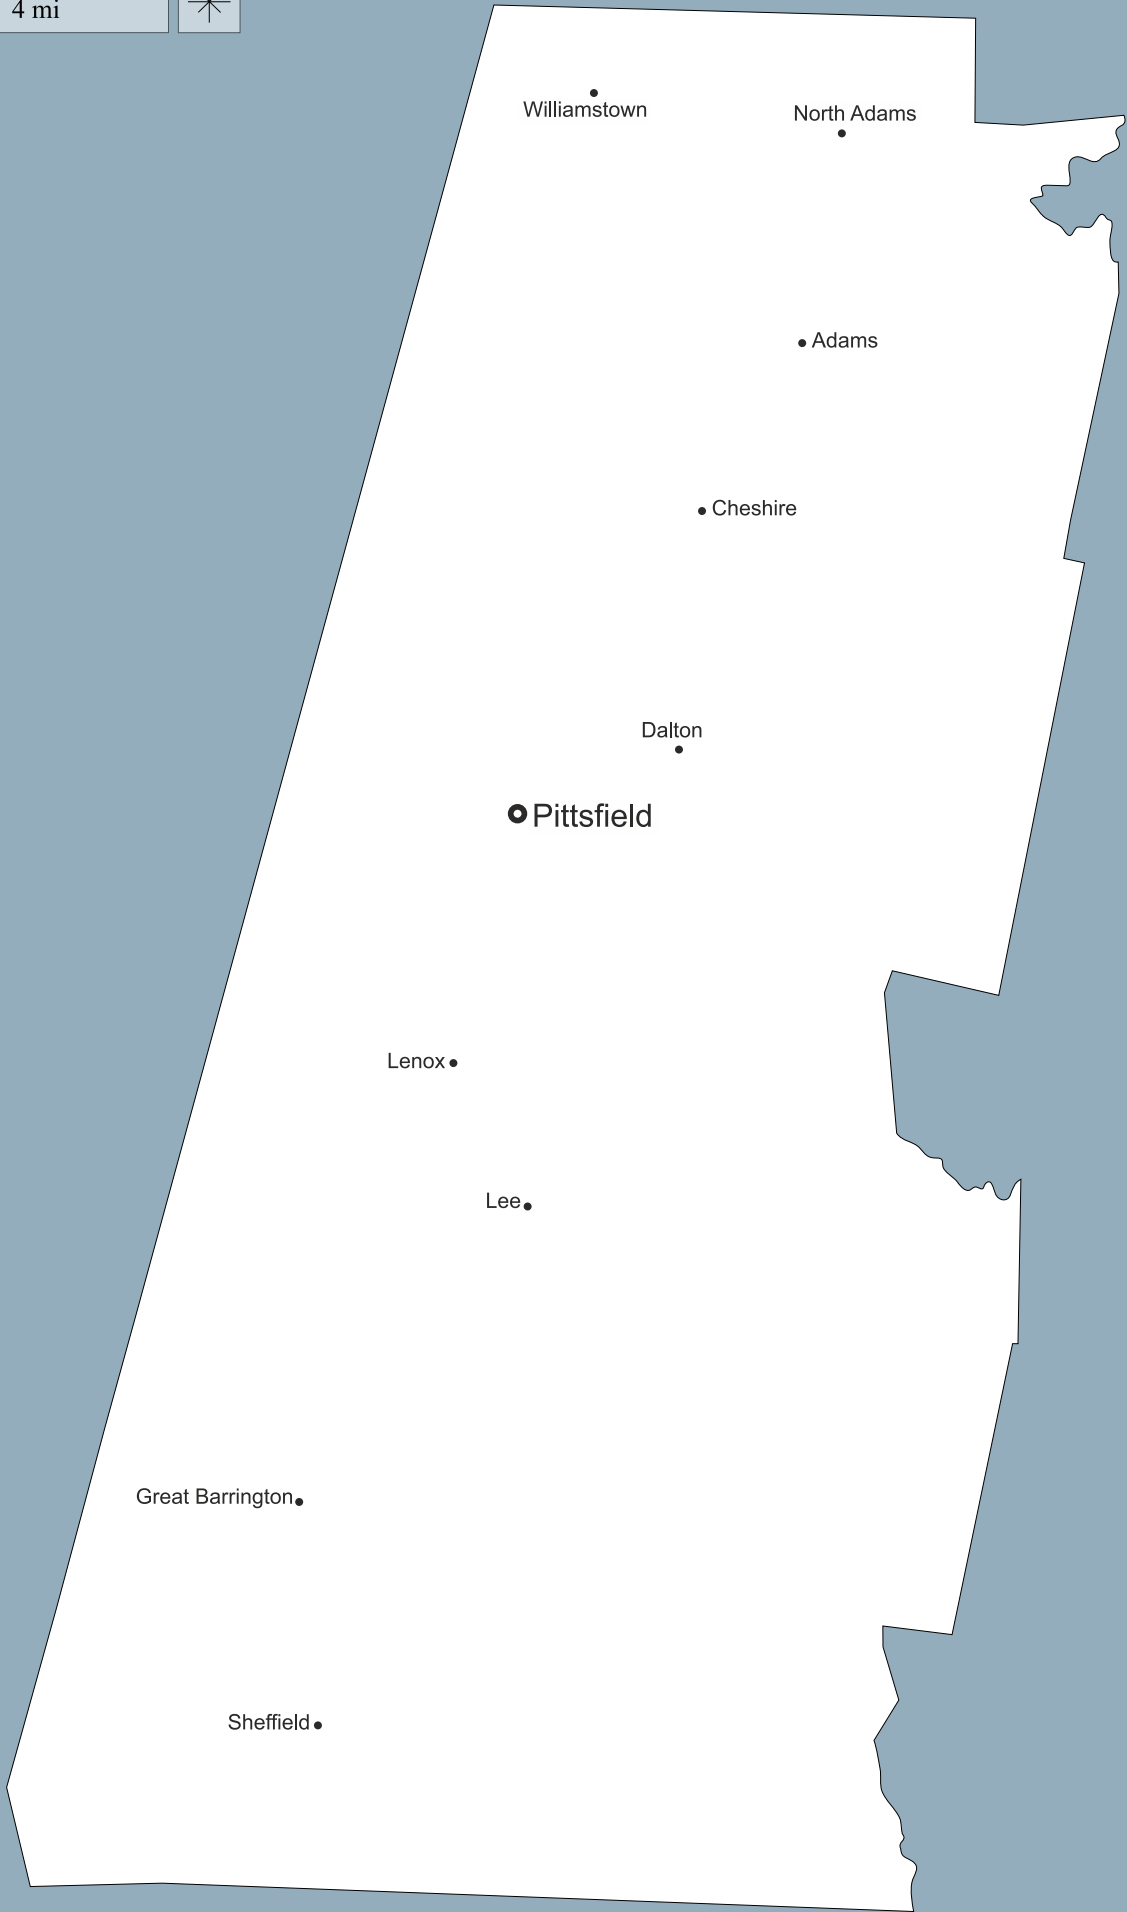 4 mi
Williamstown
North Adams
Adams
Cheshire
Dalton
Pittsfield
Lenox
Lee
Great Barrington
Sheffield